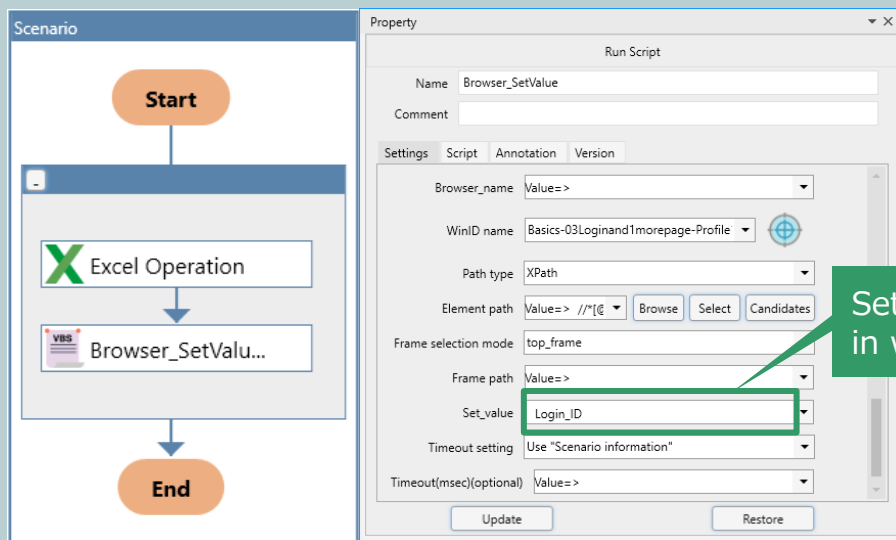 Scenario
Start
-
Excel Operation
VBS
Browser_SetValu...
End
Property
Run Script
Name Browser_SetValue
Comment
Settings Script Annotation Version
Browser_name Value=>
WinID name Basics-03Loginand1morepage-Profile
Path type XPath
Element path Value=> //*[@ Browse Select Candidates
Frame selection mode top_frame
Frame path Value=>
Set_value Login_ID
Timeout setting Use "Scenario information"
Timeout(msec)(optional) Value=>
Update Restore
Set
in